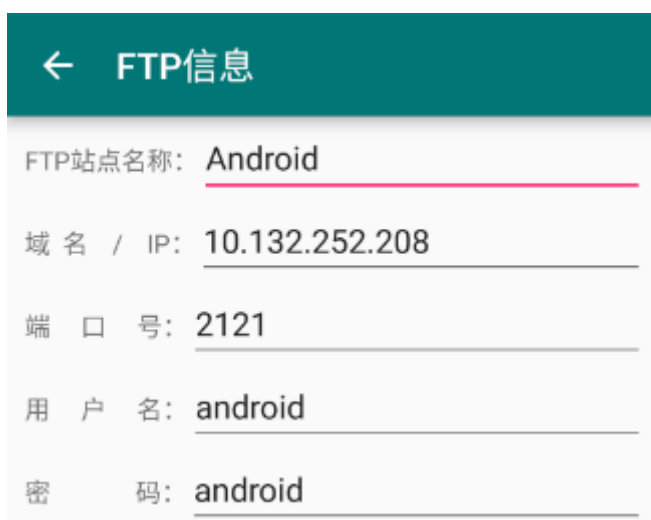 FTP信息
FTP站点名称: Android
域名 / IP: 10.132.252.208
端口号: 2121
用户名: android
密码: android